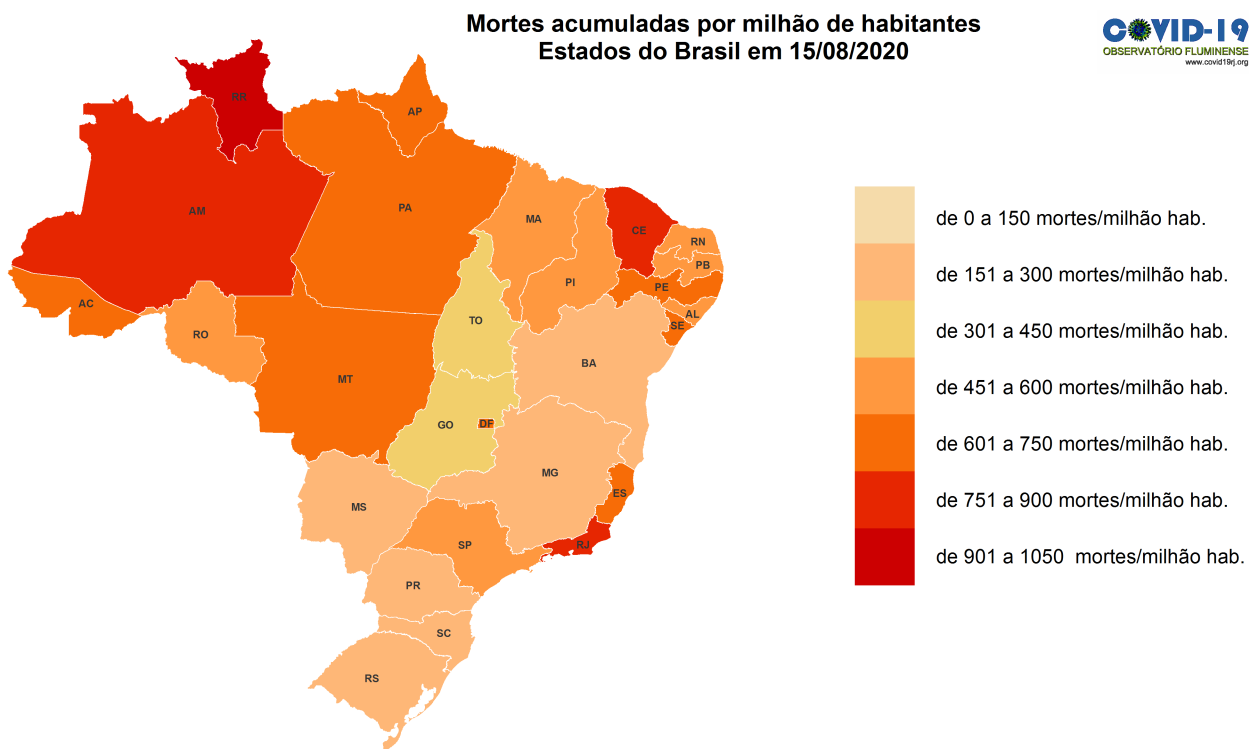 Mortes acumuladas por milhão de habitantes
Estados do Brasil em 15/08/2020
COVID-19
OBSERVATÓRIO FLUMINENSE
www.covid19rj.org
RR
AP
AM
PA
MA
CE
RN
PB
PI
PE
AC
AL
SE
TO
RO
BA
MT
GO
DF
MG
ES
MS
SP
RJ
PR
SC
RS
de 0 a 150 mortes/milhão hab.
de 151 a 300 mortes/milhão hab.
de 301 a 450 mortes/milhão hab.
de 451 a 600 mortes/milhão hab.
de 601 a 750 mortes/milhão hab.
de 751 a 900 mortes/milhão hab.
de 901 a 1050 mortes/milhão hab.